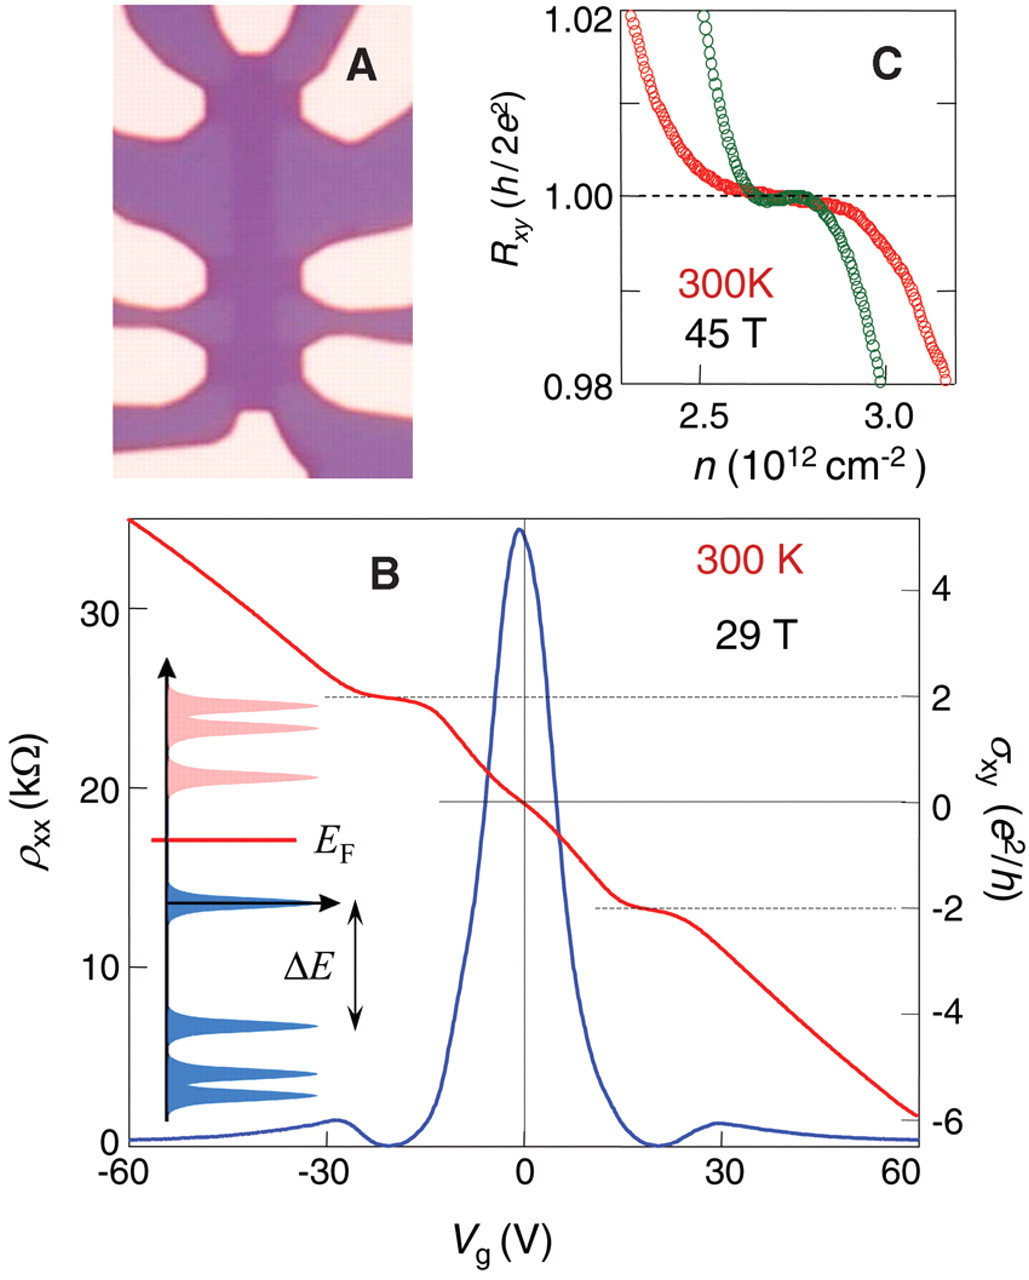 A
C
1.02
1.00
0.98
R_xy (h/2e²)
300K
45 T
2.5
3.0
n (10¹² cm⁻²)
B
300 K
29 T
30
20
10
0
ρ_xx (kΩ)
4
2
0
-2
-4
-6
σ_xy (e²/h)
E_F
ΔE
-60
-30
0
30
60
V_g (V)